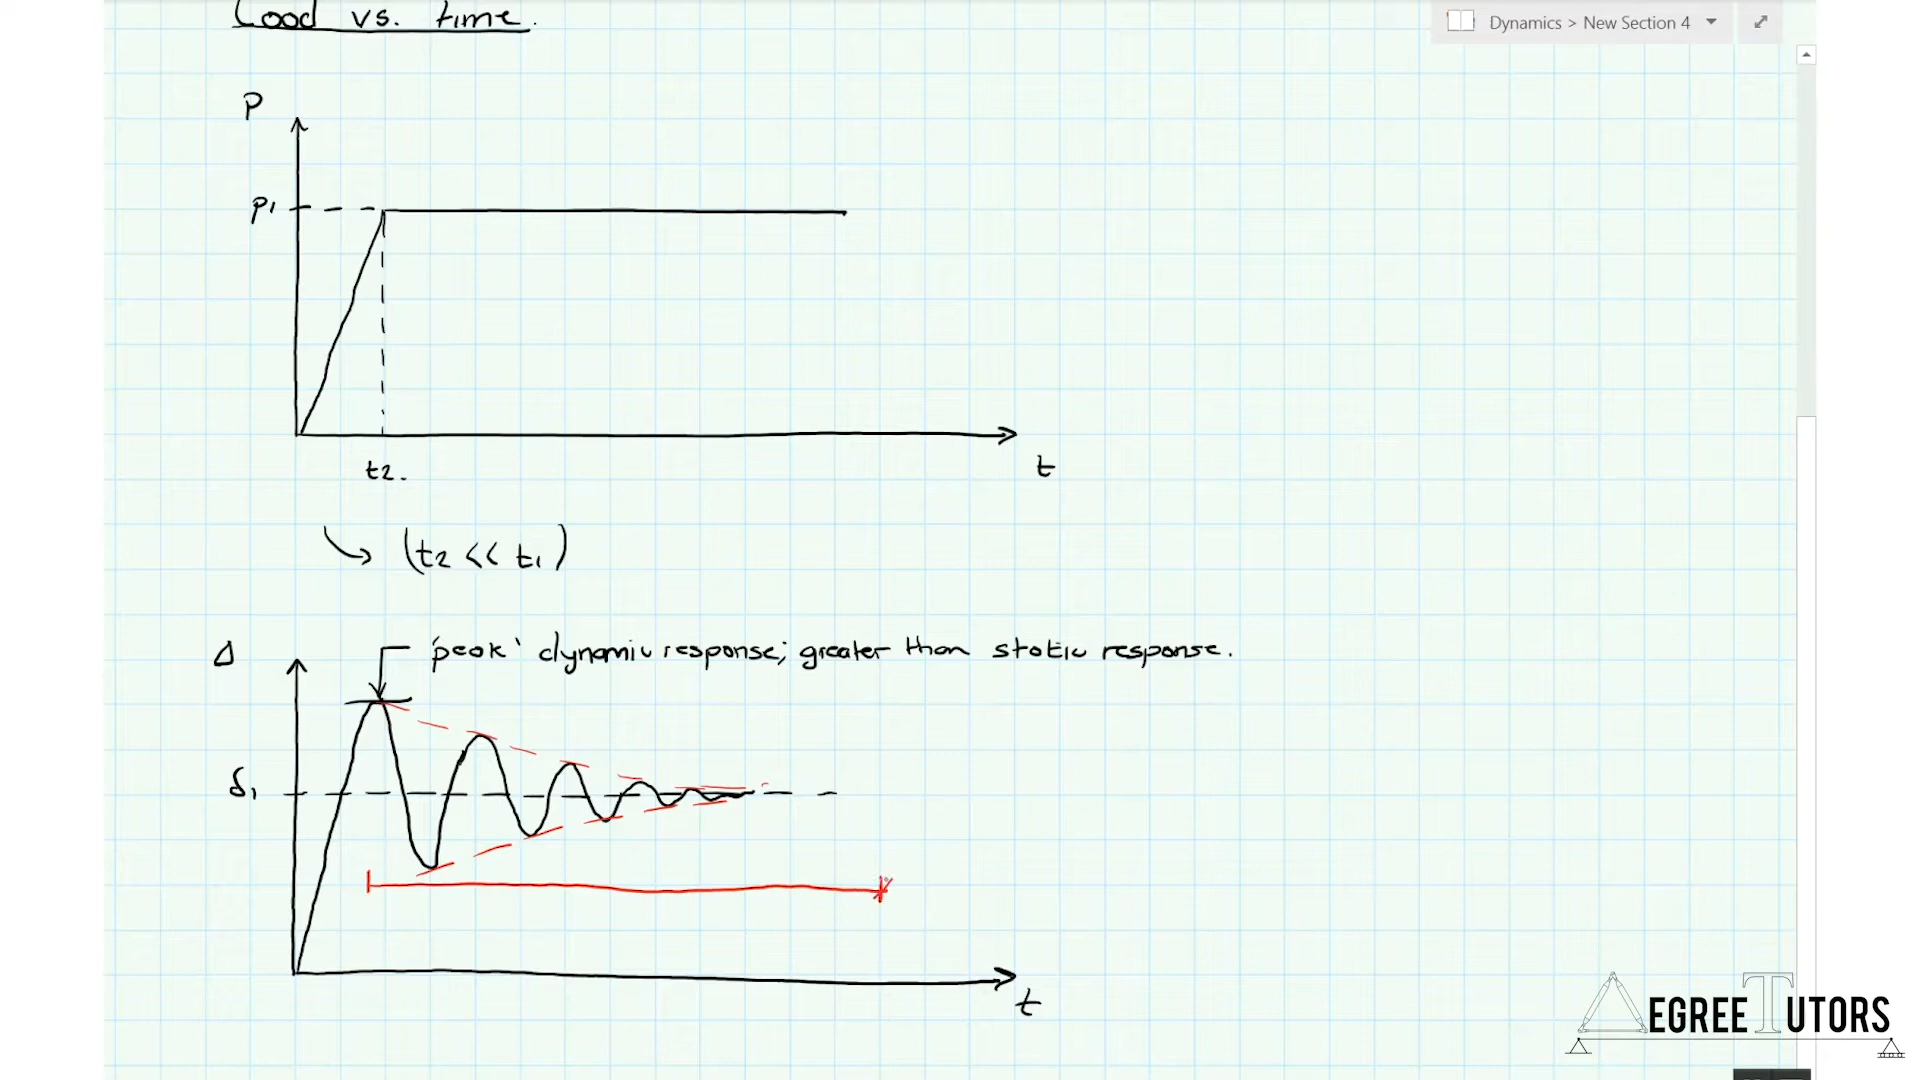 Load vs. time.
Dynamics > New Section 4
P
P1
t2.
t
(t2 << t1)
Δ
'peak' dynamic response; greater than static response.
δ1
t
DEGREE TUTORS